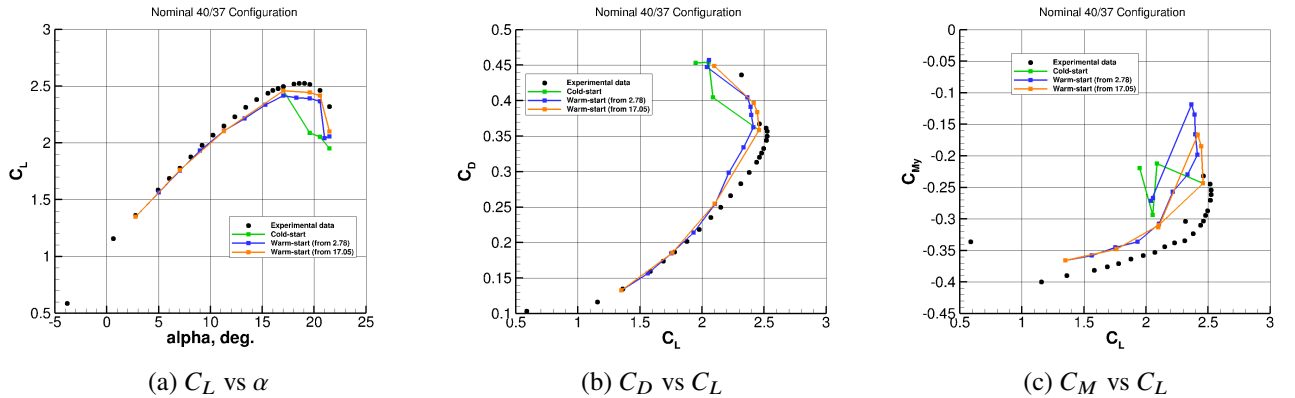 Nominal 40/37 Configuration
C_L
3
2.5
2
1.5
1
0.5
-5
0
5
10
15
20
25
alpha, deg.
Experimental data
Cold-start
Warm-start (from 2.78)
Warm-start (from 17.05)
(a) C_L vs α
Nominal 40/37 Configuration
C_D
0.5
0.45
0.4
0.35
0.3
0.25
0.2
0.15
0.1
0.5
1
1.5
2
2.5
3
C_L
Experimental data
Cold-start
Warm-start (from 2.78)
Warm-start (from 17.05)
(b) C_D vs C_L
Nominal 40/37 Configuration
C_My
0
-0.05
-0.1
-0.15
-0.2
-0.25
-0.3
-0.35
-0.4
-0.45
0.5
1
1.5
2
2.5
3
C_L
Experimental data
Cold-start
Warm-start (from 2.78)
Warm-start (from 17.05)
(c) C_M vs C_L